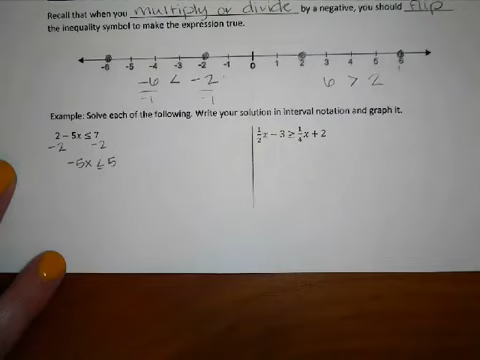 Recall that when you multiply or divide by a negative, you should flip
the inequality symbol to make the expression true.
-6 -5 -4 -3 -2 -1 0 1 2 3 4 5 6
-6 < -2 6 > 2
-1 -1
Example: Solve each of the following. Write your solution in interval notation and graph it.
2 – 5x ≤ 7
-2 -2
-5x ≤ 5
1/2 x – 3 ≥ 1/4 x + 2